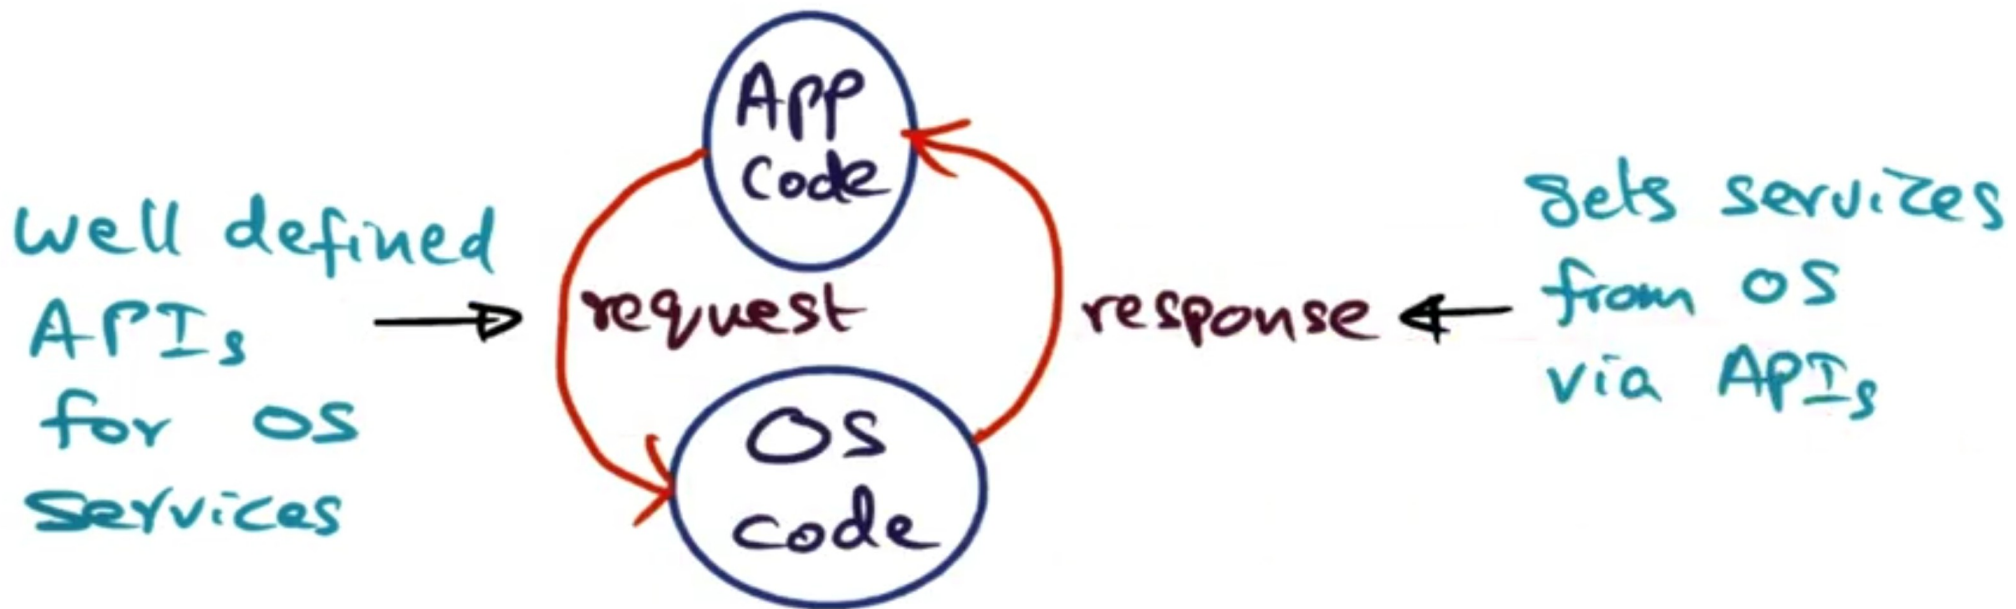 well defined
APIs
for OS
services
App
code
request
OS
code
response
gets services
from OS
via APIs